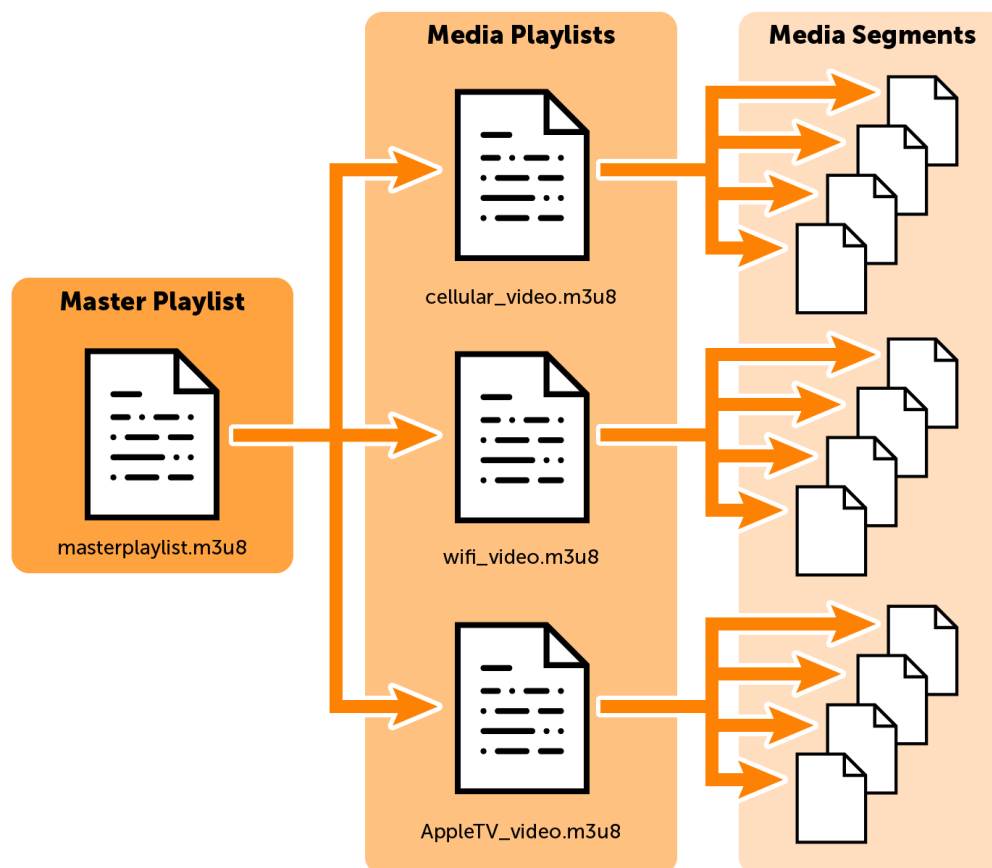 Media Playlists
Media Segments
cellular_video.m3u8
Master Playlist
masterplaylist.m3u8
wifi_video.m3u8
AppleTV_video.m3u8